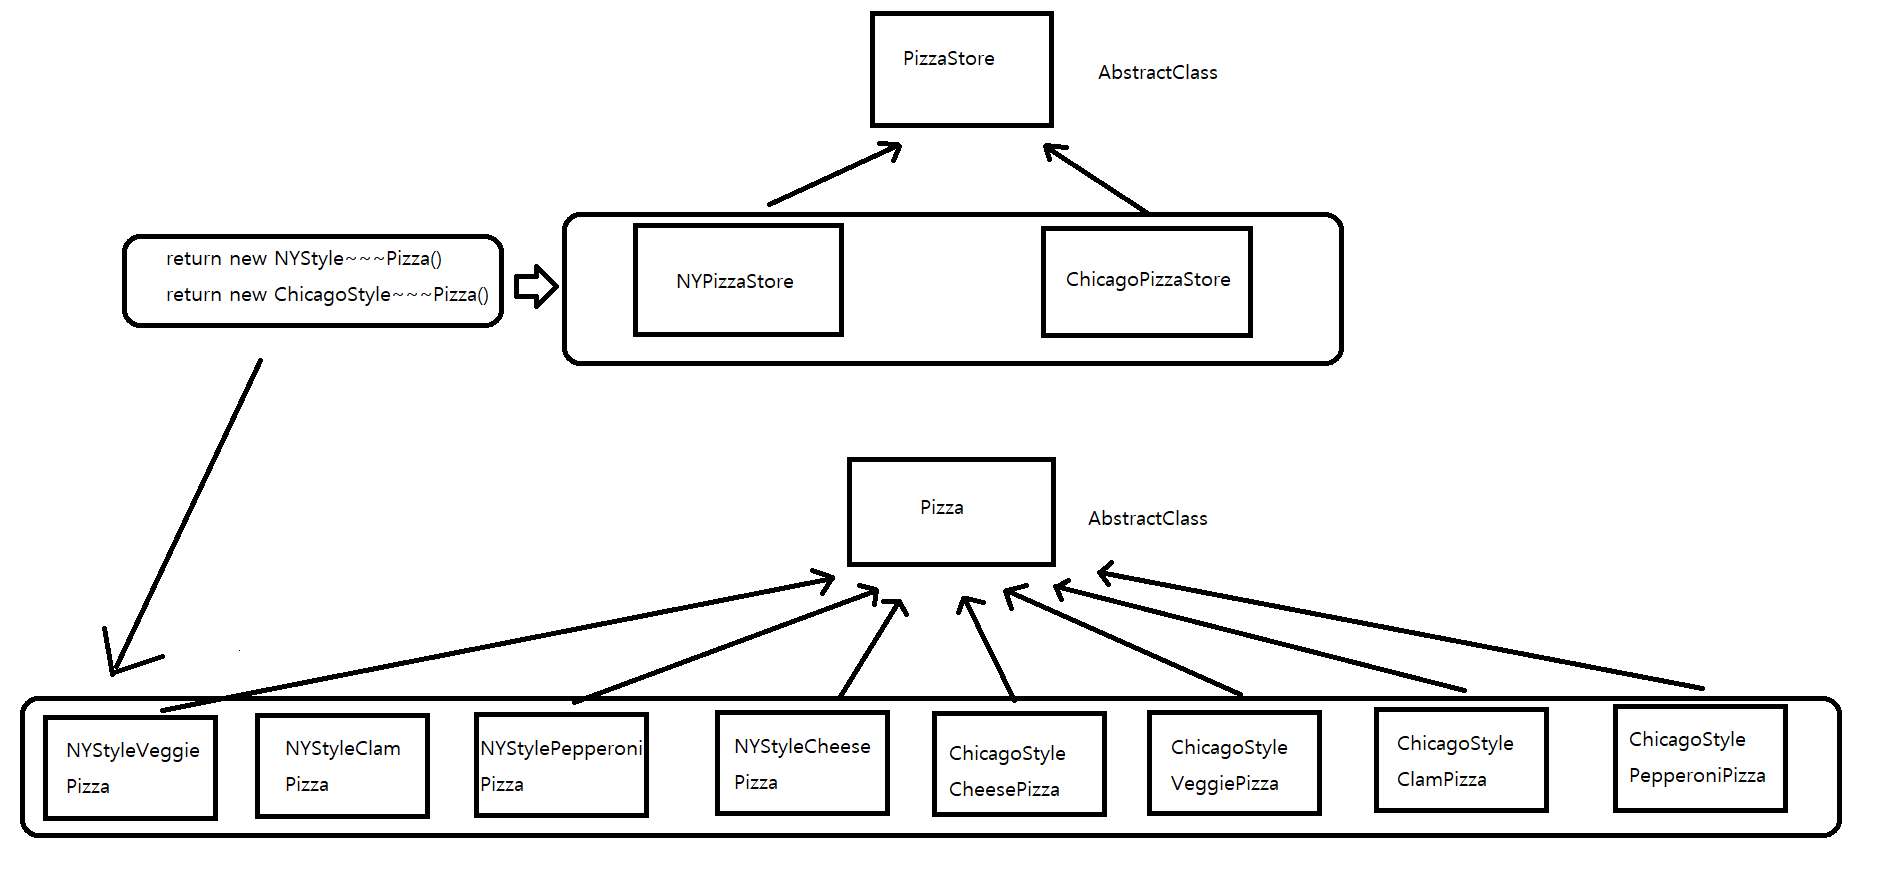 PizzaStore
AbstractClass
return new NYStyle~~~Pizza()
return new ChicagoStyle~~~Pizza()
NYPizzaStore
ChicagoPizzaStore
Pizza
AbstractClass
NYStyleVeggie
Pizza
NYStyleClam
Pizza
NYStylePepperoni
Pizza
NYStyleCheese
Pizza
ChicagoStyle
CheesePizza
ChicagoStyle
VeggiePizza
ChicagoStyle
ClamPizza
ChicagoStyle
PepperoniPizza